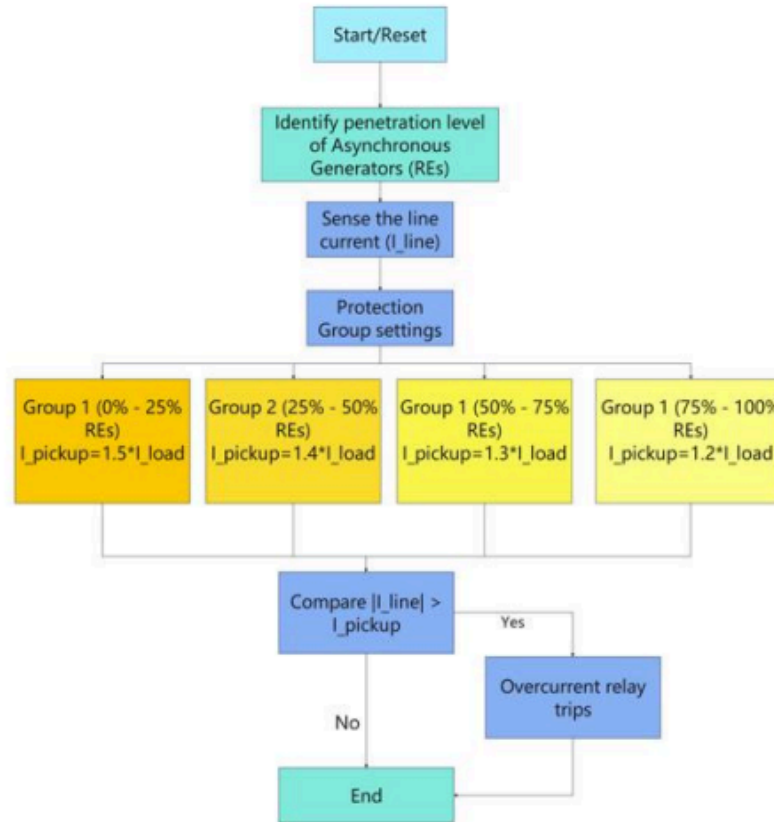 Start/Reset
Identify penetration level
of Asynchronous
Generators (REs)
Sense the line
current (I_line)
Protection
Group settings
Group 1 (0% - 25%
REs)
I_pickup=1.5*I_load
Group 2 (25% - 50%
REs)
I_pickup=1.4*I_load
Group 1 (50% - 75%
REs)
I_pickup=1.3*I_load
Group 1 (75% - 100%
REs)
I_pickup=1.2*I_load
Compare |I_line| >
I_pickup
Yes
Overcurrent relay
trips
No
End